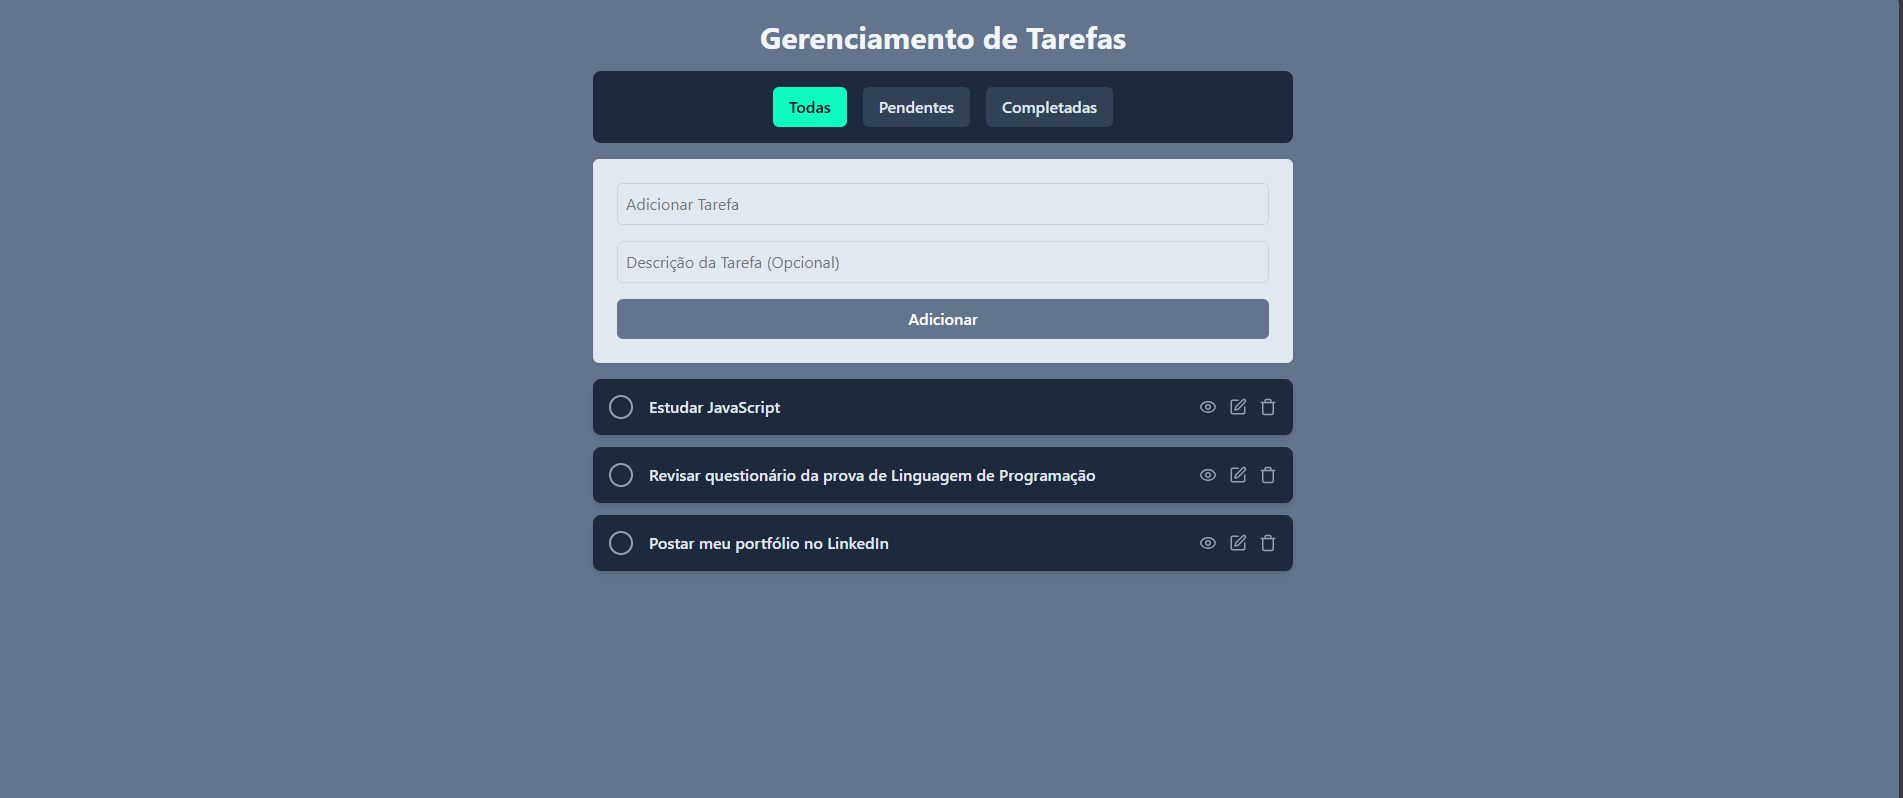 Gerenciamento de Tarefas
Todas Pendentes Completadas
Adicionar Tarefa
Descrição da Tarefa (Opcional)
Adicionar
Estudar JavaScript
Revisar questionário da prova de Linguagem de Programação
Postar meu portfólio no LinkedIn